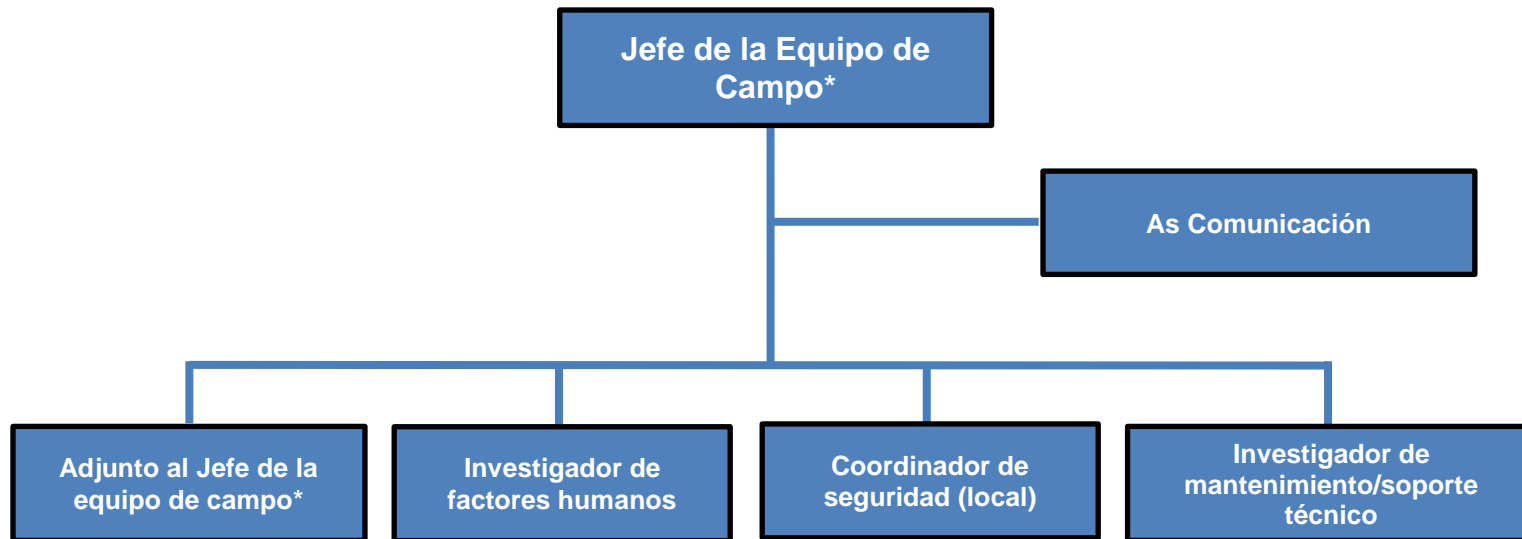 Jefe de la Equipo de
Campo*
As Comunicación
Adjunto al Jefe de la
equipo de campo*
Investigador de
factores humanos
Coordinador de
seguridad (local)
Investigador de
mantenimiento/soporte
técnico